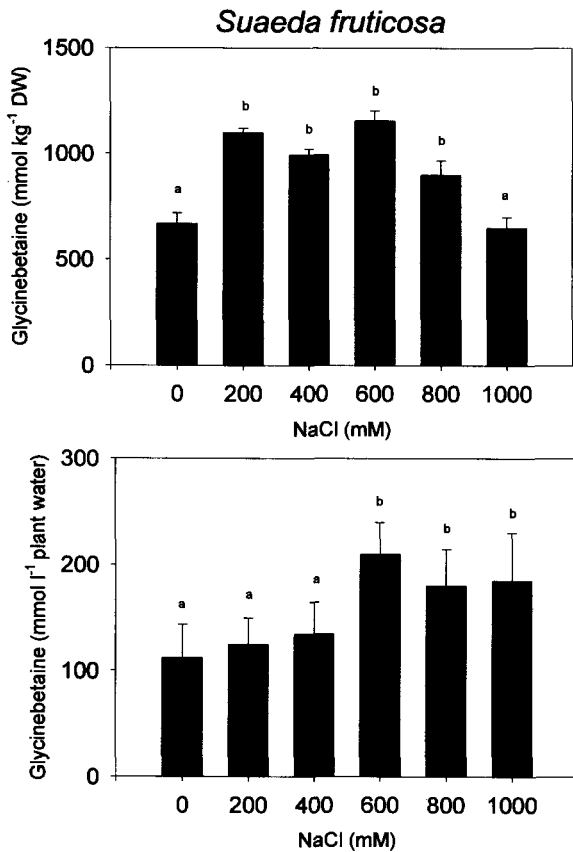 Suaeda fruticosa
Glycinebetaine (mmol kg⁻¹ DW)
1500
1000
500
0
a
b
b
b
b
a
0 200 400 600 800 1000
NaCl (mM)
Glycinebetaine (mmol l⁻¹ plant water)
300
200
100
0
a
a
a
b
b
b
0 200 400 600 800 1000
NaCl (mM)